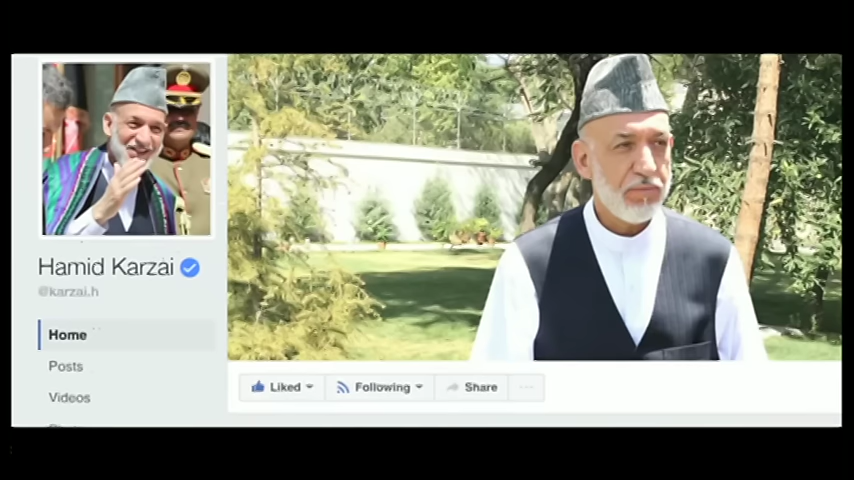 Hamid Karzai
@karzai.h
Home
Posts
Videos
Liked
Following
Share